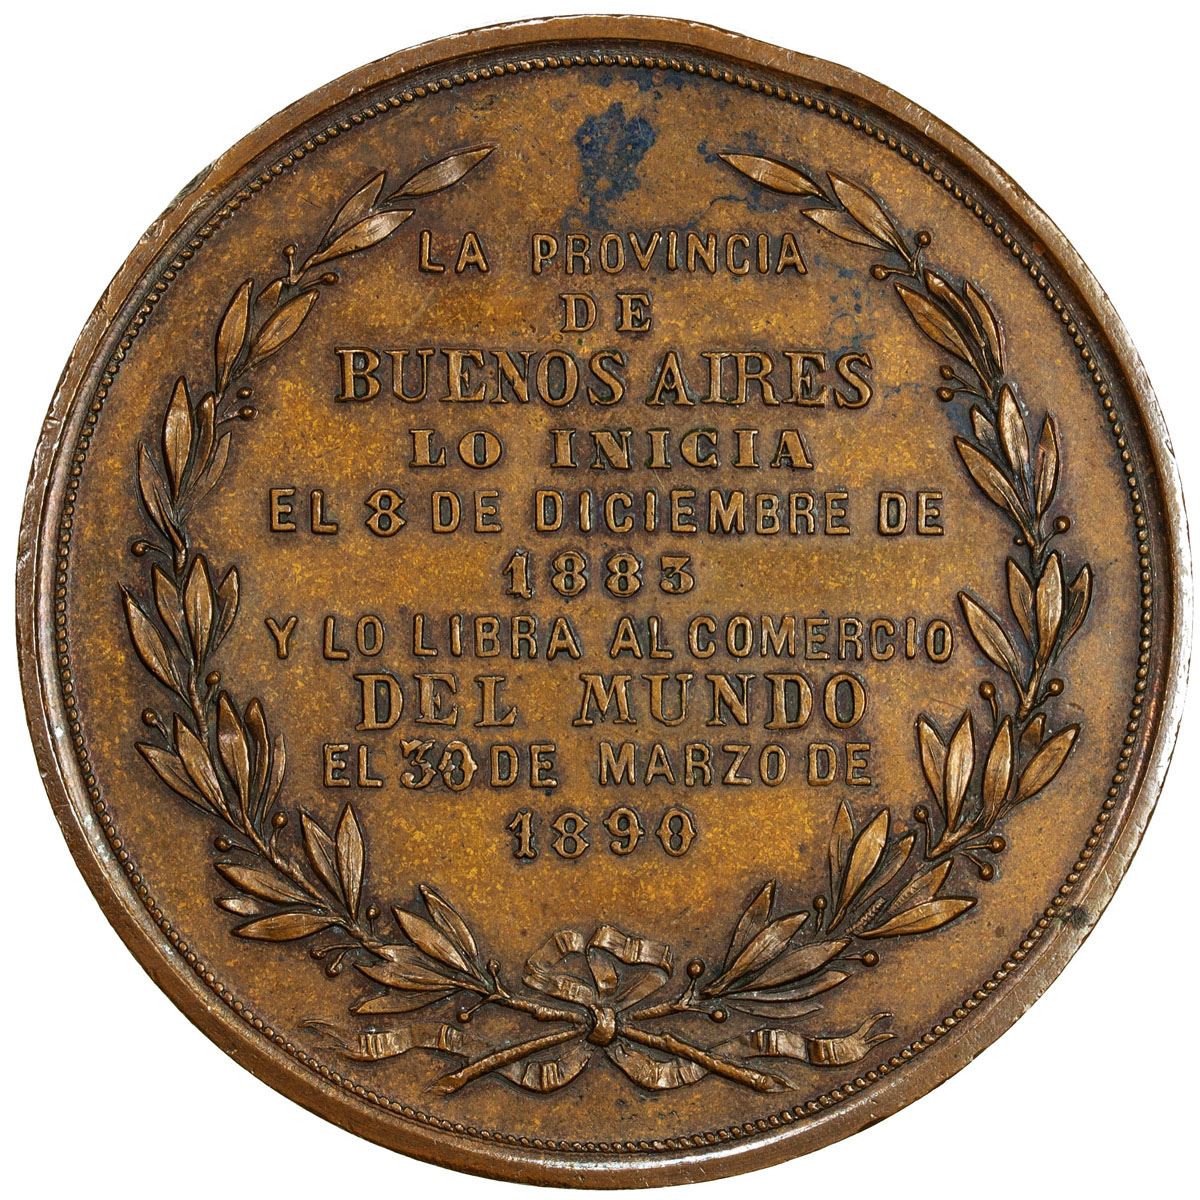 LA PROVINCIA
DE
BUENOS AIRES
LO INICIA
EL 8 DE DICIEMBRE DE
1883
Y LO LIBRA AL COMERCIO
DEL MUNDO
EL 30 DE MARZO DE
1890